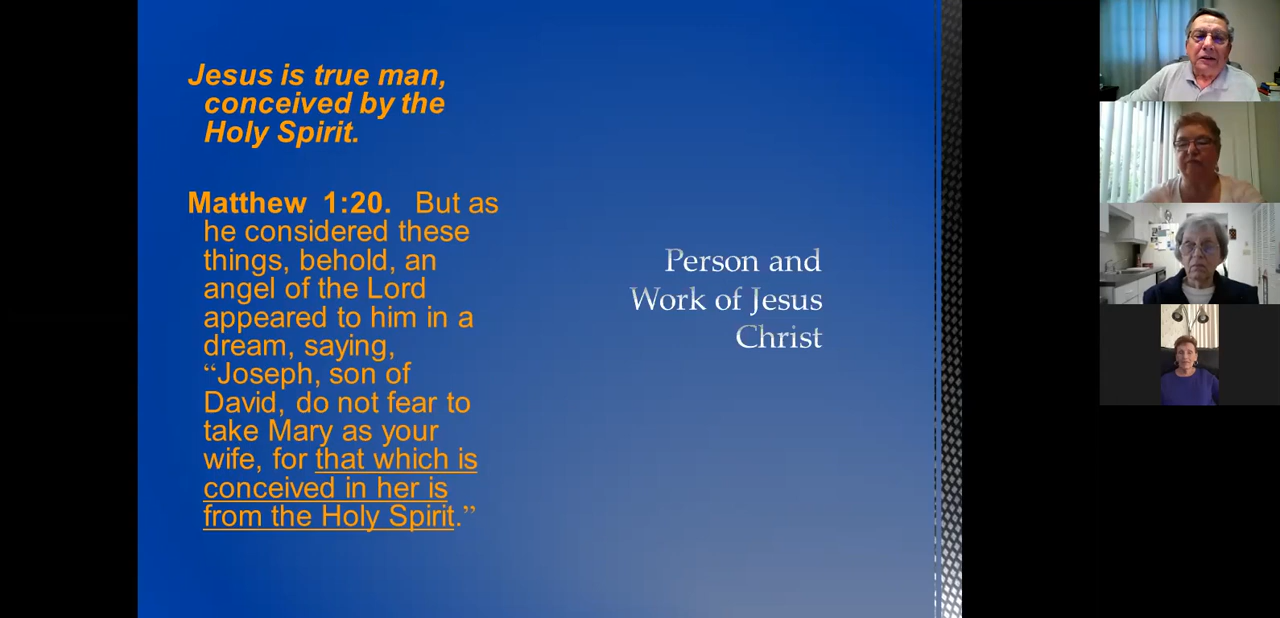 Jesus is true man,
conceived by the
Holy Spirit.
Matthew 1:20. But as
he considered these
things, behold, an
angel of the Lord
appeared to him in a
dream, saying,
“Joseph, son of
David, do not fear to
take Mary as your
wife, for that which is
conceived in her is
from the Holy Spirit.”
Person and
Work of Jesus
Christ